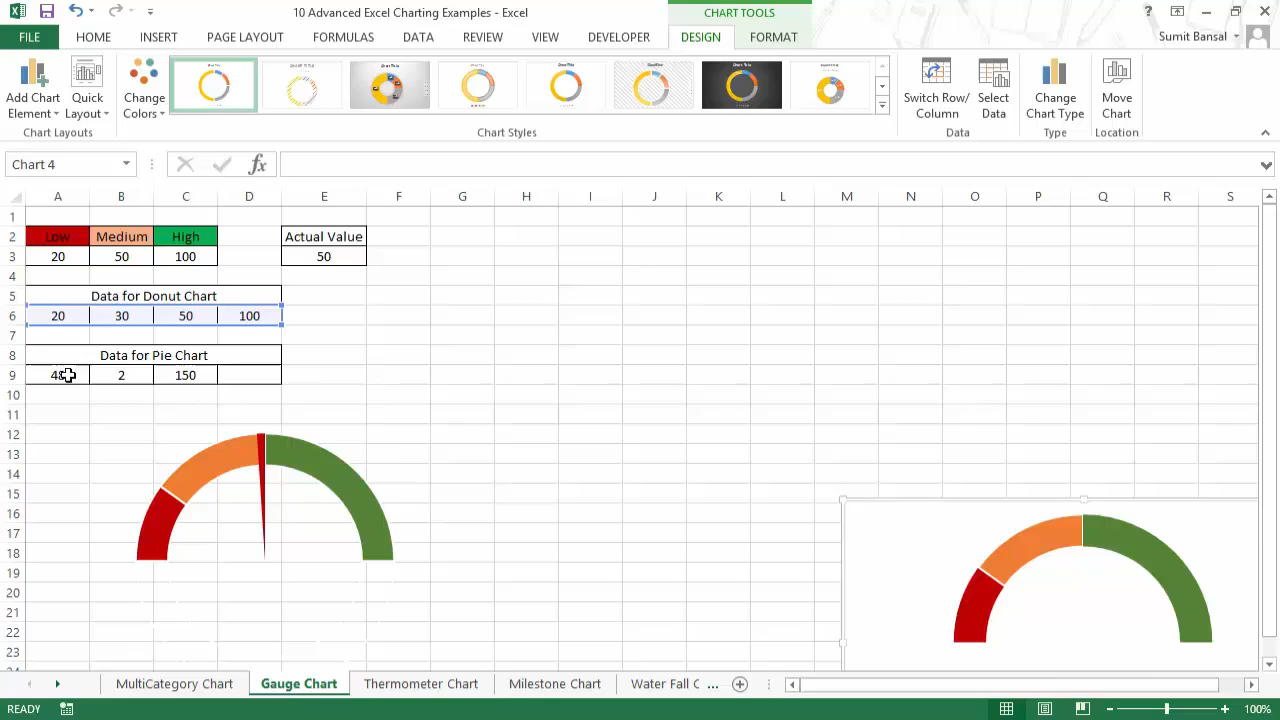 10 Advanced Excel Charting Examples - Excel
CHART TOOLS
FILE HOME INSERT PAGE LAYOUT FORMULAS DATA REVIEW VIEW DEVELOPER DESIGN FORMAT
Sumit Bansal
Add Chart Element
Quick Layout
Change Colors
Switch Row/ Column
Select Data
Change Chart Type
Move Chart
Chart Layouts
Chart Styles
Data
Type
Location
Chart 4
fx
A B C D E F G H I J K L M N O P Q R S
1
2 Low Medium High Actual Value
3 20 50 100 50
4
5 Data for Donut Chart
6 20 30 50 100
7
8 Data for Pie Chart
9 48 2 150
10
11
12
13
14
15
16
17
18
19
20
21
22
23
MultiCategory Chart Gauge Chart Thermometer Chart Milestone Chart Water Fall C ...
READY
100%